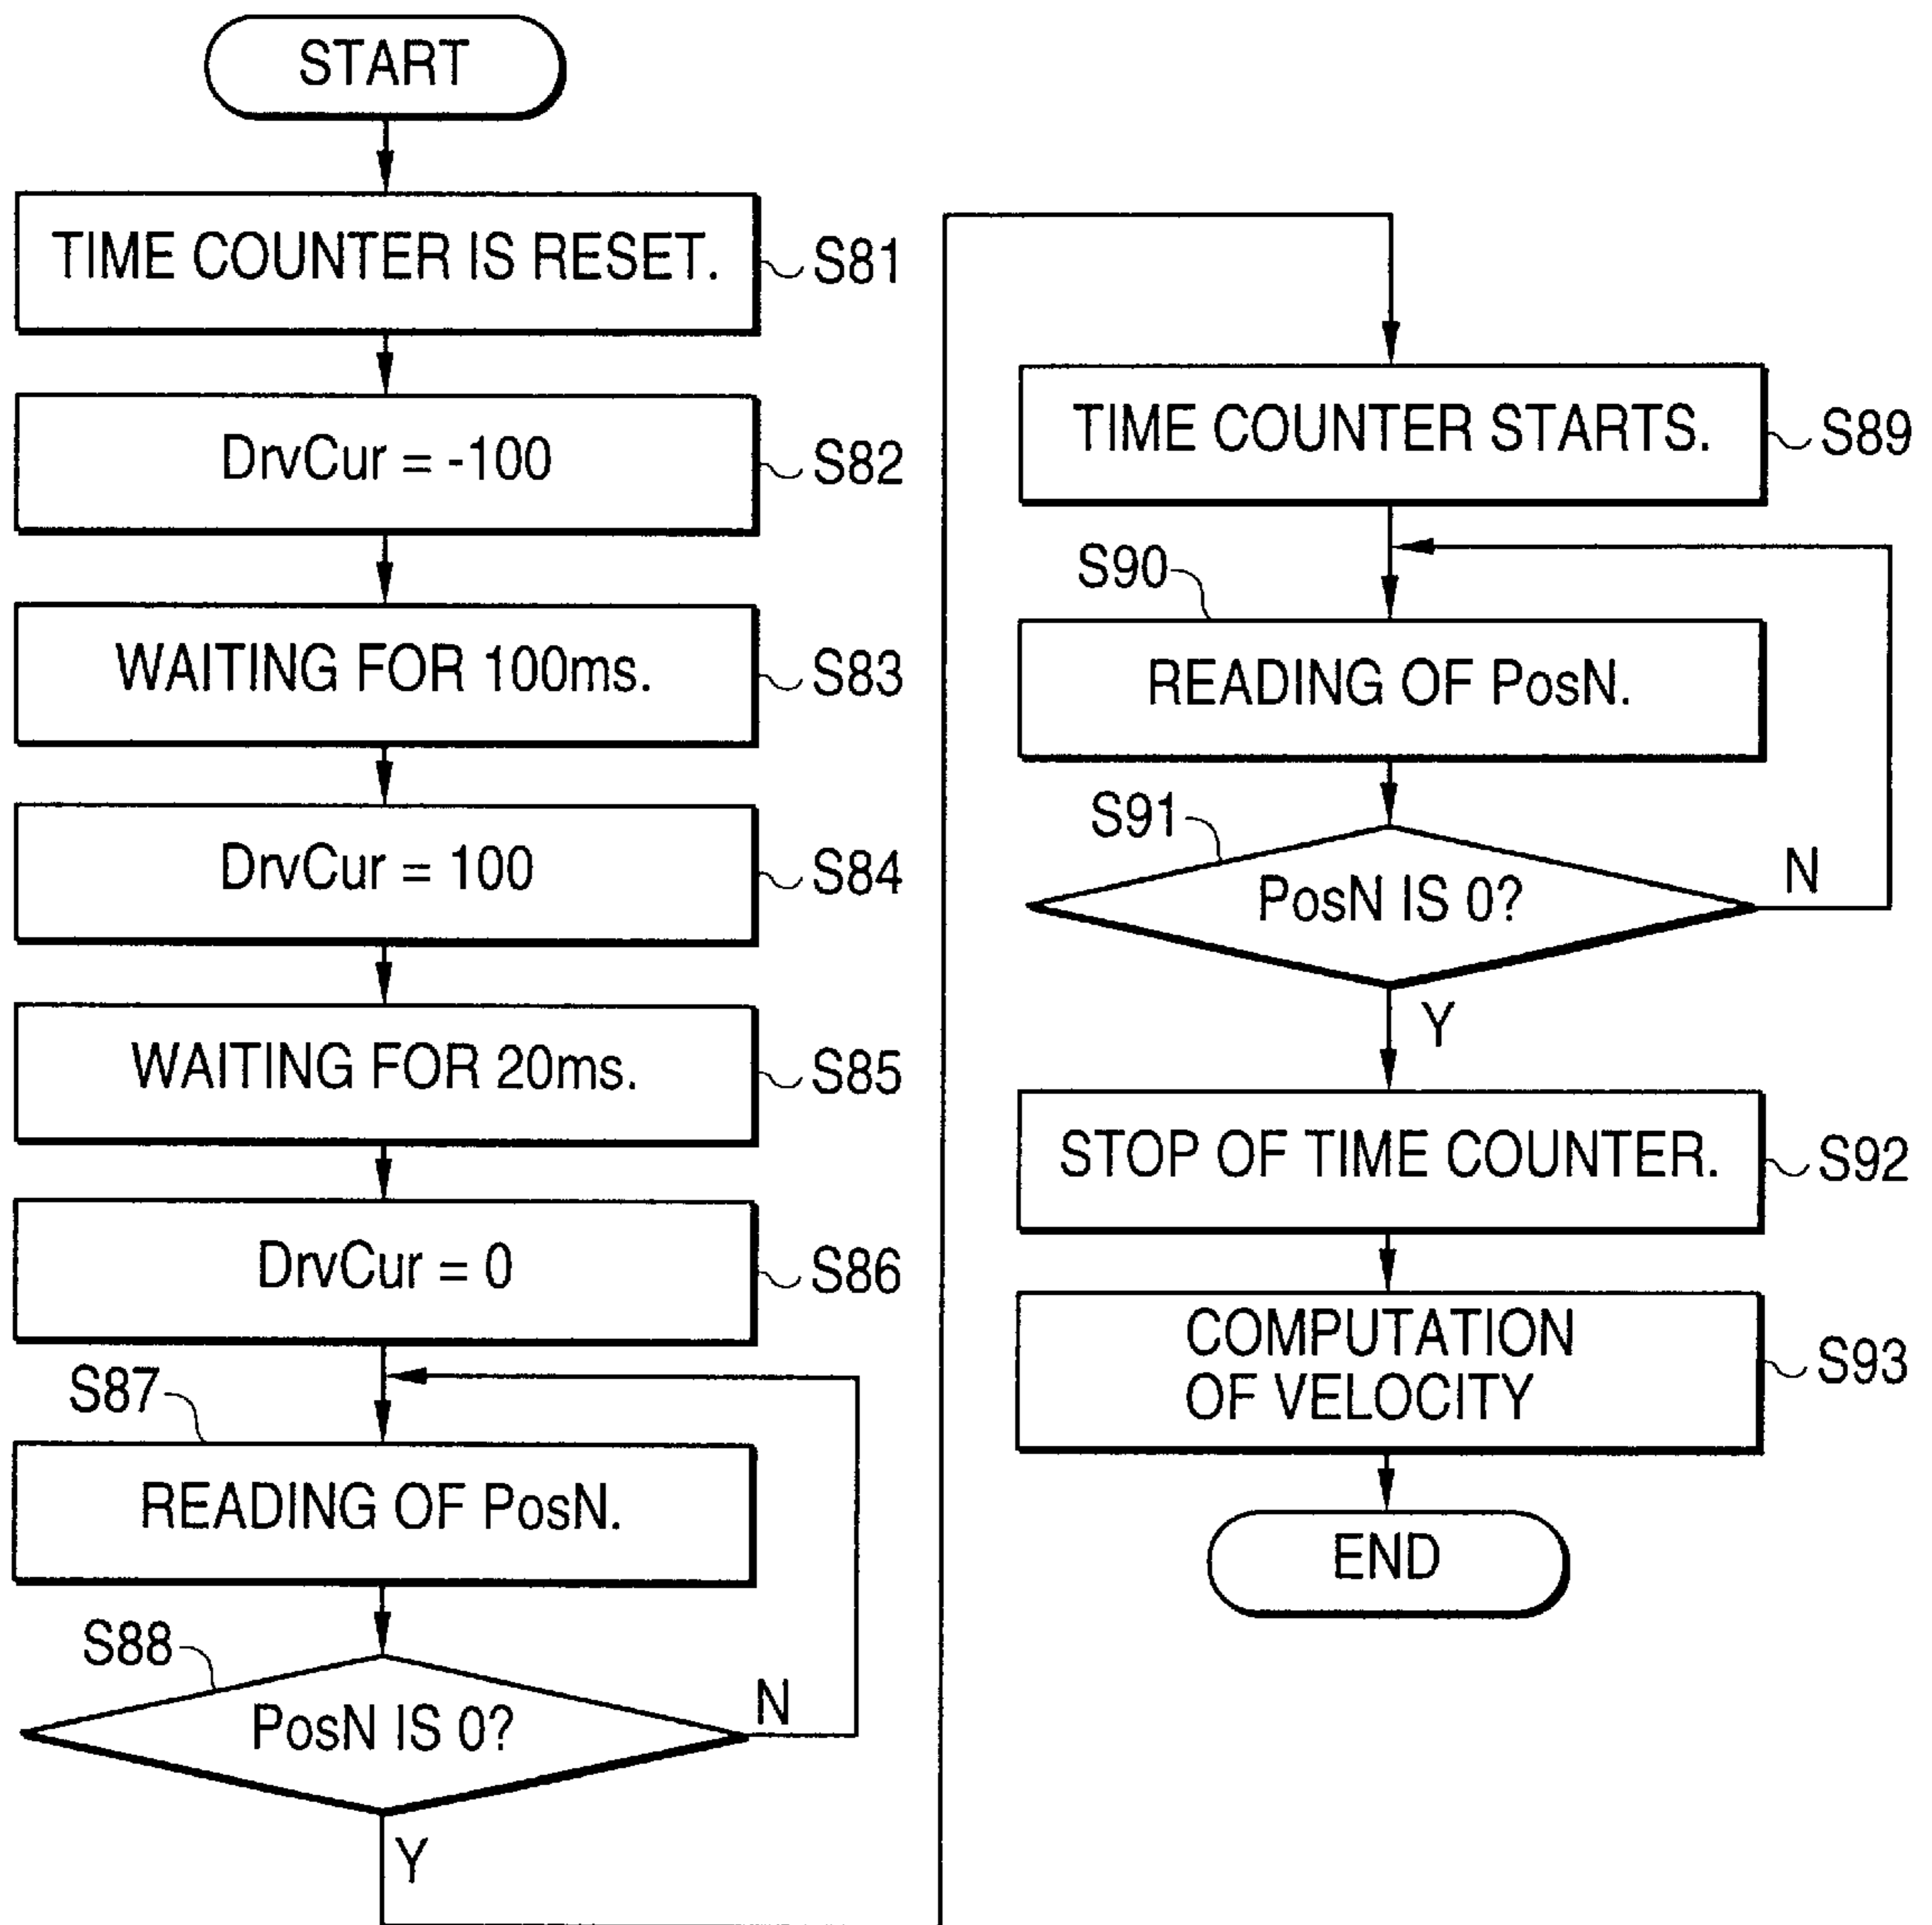 START
TIME COUNTER IS RESET.
S81
DrvCur = -100
S82
WAITING FOR 100ms.
S83
DrvCur = 100
S84
WAITING FOR 20ms.
S85
DrvCur = 0
S86
S87
READING OF PosN.
S88
PosN IS 0?
N
Y
TIME COUNTER STARTS.
S89
S90
READING OF PosN.
S91
PosN IS 0?
N
Y
STOP OF TIME COUNTER.
S92
COMPUTATION
OF VELOCITY
S93
END